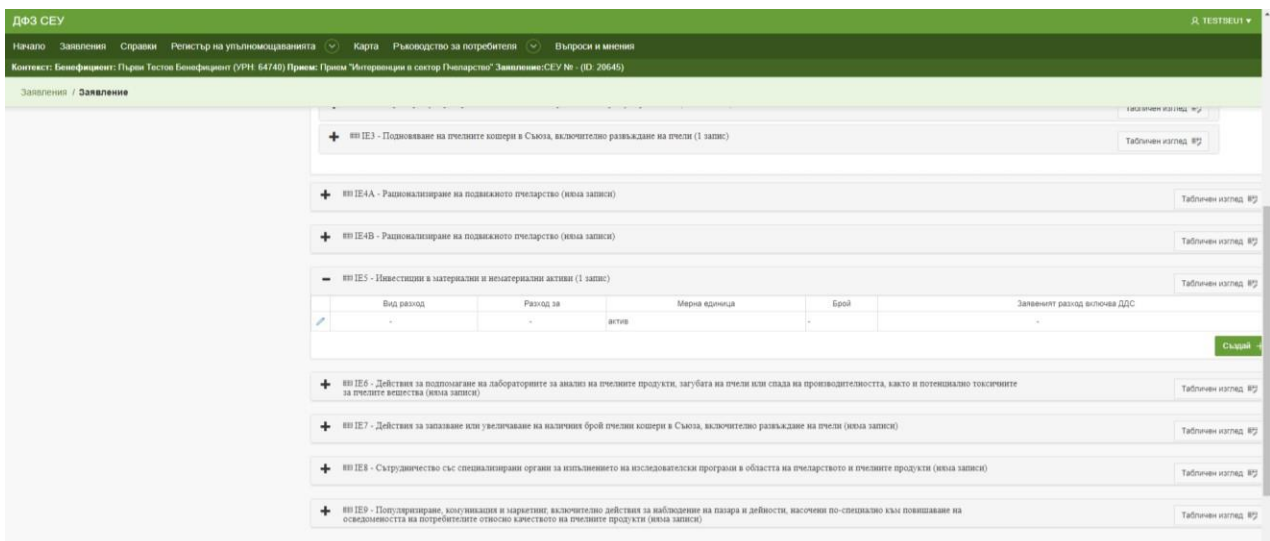 ДФЗ СЕУ
TESTSEU1
Начало Заявления Справки Регистър на упълномощаванията Карта Ръководство за потребителя Въпроси и мнения
Контекст: Бенефициент: Първи Тестов Бенефициент (УРН: 64740) Прием: Прием "Интервенции в сектор Пчеларство" Заявление:СЕУ № - (ID: 20645)
Заявления / Заявление
Табличен изглед
IE3 - Подновяване на пчелните кошери в Съюза, включително развъждане на пчели (1 запис)
Табличен изглед
IE4A - Рационализиране на подвижното пчеларство (няма записи)
Табличен изглед
IE4B - Рационализиране на подвижното пчеларство (няма записи)
Табличен изглед
IE5 - Инвестиции в материални и нематериални активи (1 запис)
Табличен изглед
Вид разход Разход за Мерна единица Брой Заявеният разход включва ДДС
- - актив - -
Създай
IE6 - Действия за подпомагане на лабораториите за анализ на пчелните продукти, загубата на пчели или спада на производителността, както и потенциално токсичните
за пчелите вещества (няма записи)
Табличен изглед
IE7 - Действия за запазване или увеличаване на наличния брой пчелни кошери в Съюза, включително развъждане на пчели (няма записи)
Табличен изглед
IE8 - Сътрудничество със специализирани органи за изпълнението на изследователски програми в областта на пчеларството и пчелните продукти (няма записи)
Табличен изглед
IE9 - Популяризиране, комуникация и маркетинг, включително действия за наблюдение на пазара и дейности, насочени по-специално към повишаване на
осведомеността на потребителите относно качеството на пчелните продукти (няма записи)
Табличен изглед